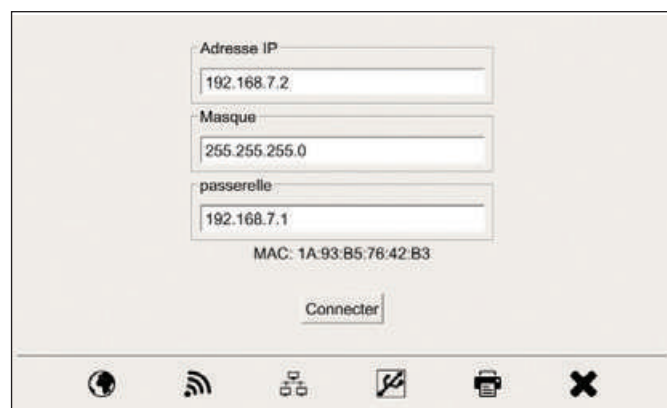 Adresse IP
192.168.7.2
Masque
255.255.255.0
passerelle
192.168.7.1
MAC: 1A:93:B5:76:42:B3
Connecter